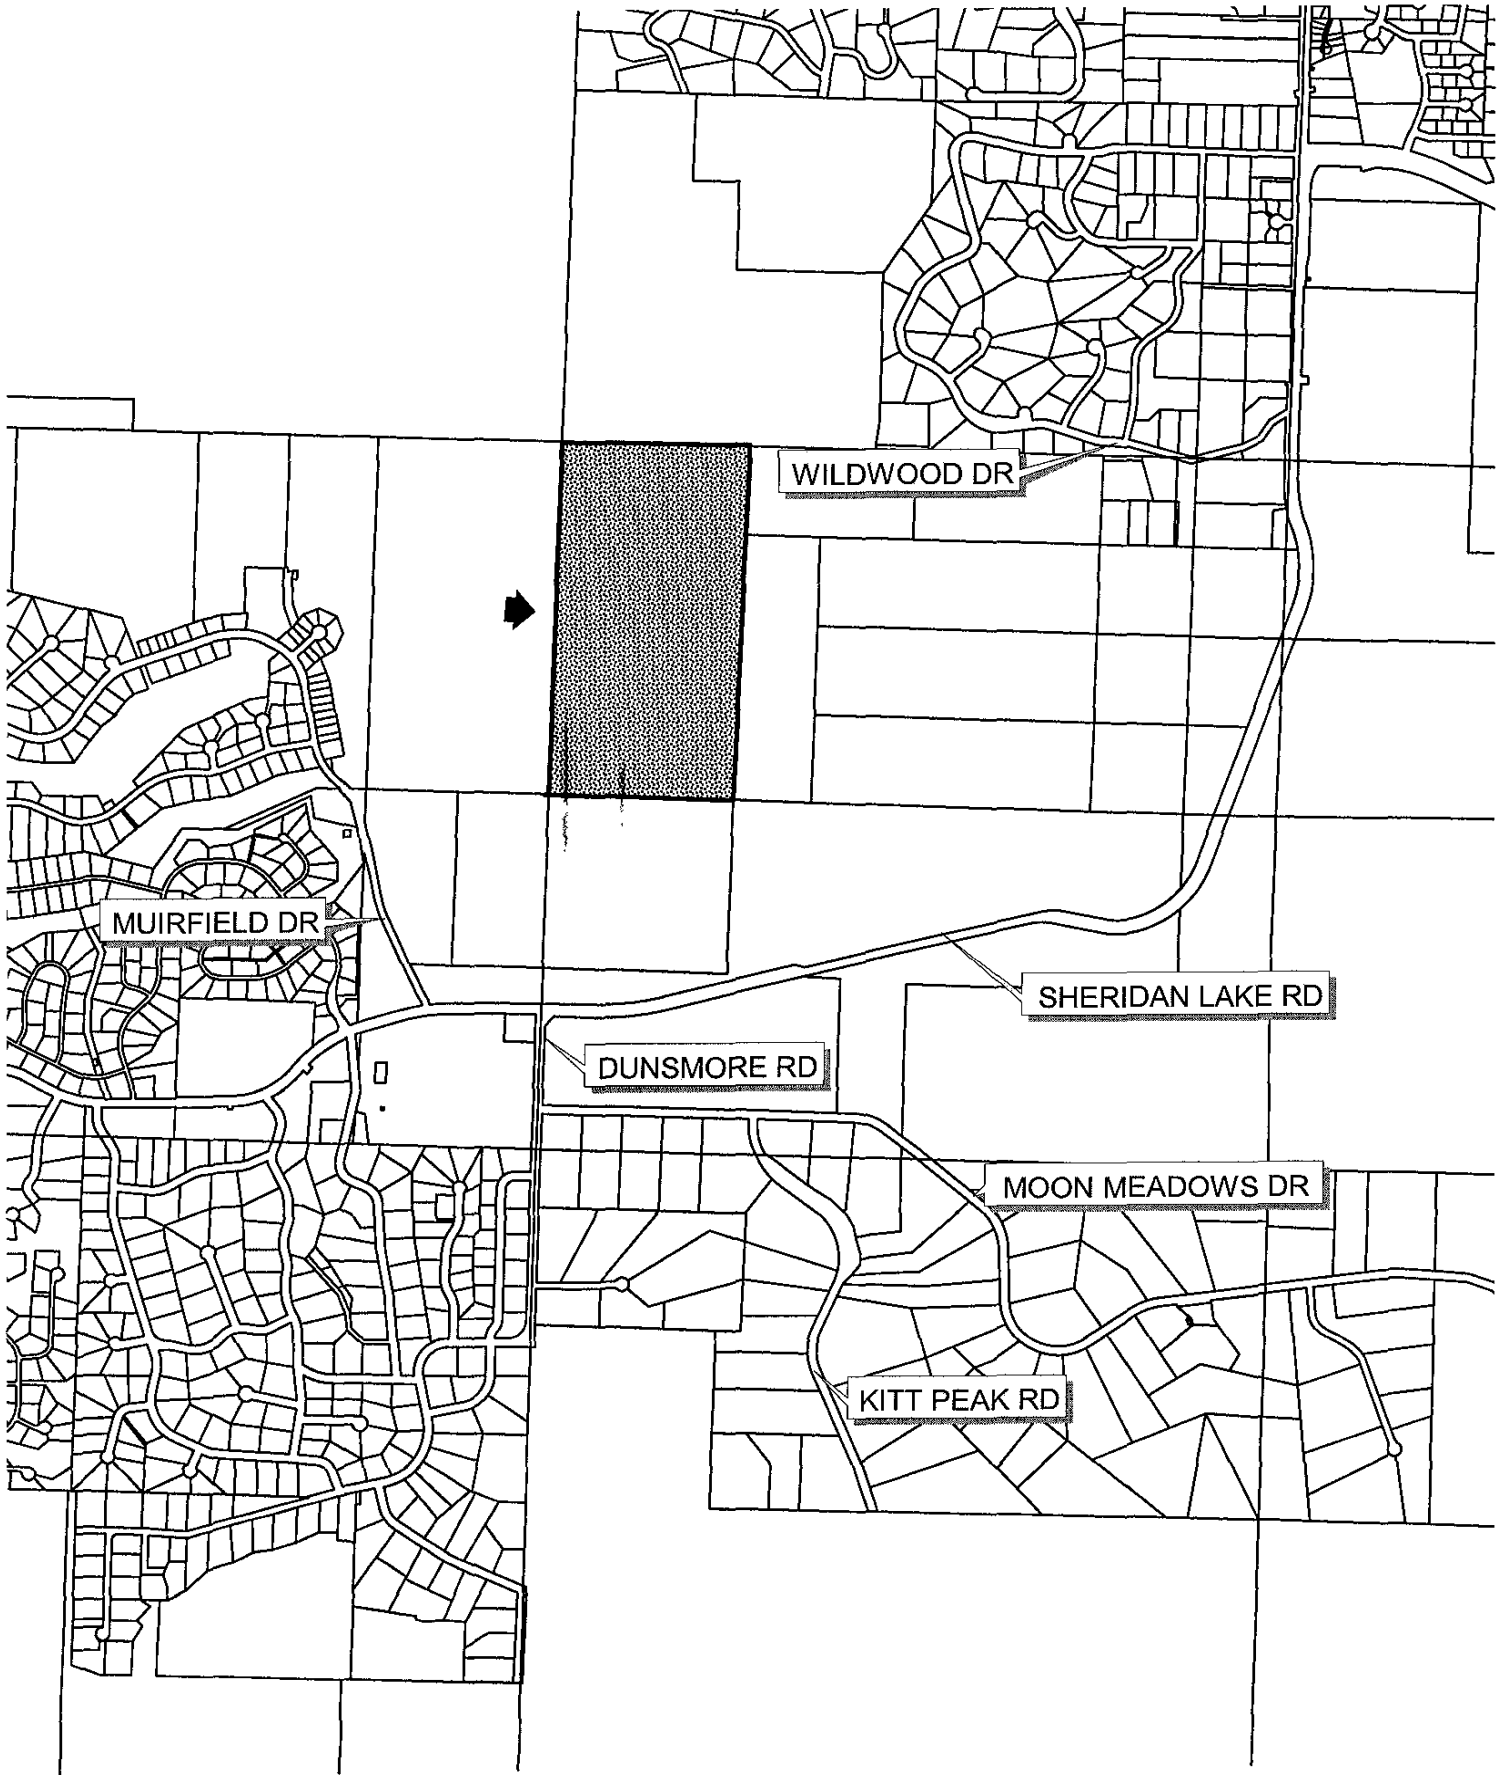 WILDWOOD DR
MUIRFIELD DR
SHERIDAN LAKE RD
DUNSMORE RD
MOON MEADOWS DR
KITT PEAK RD